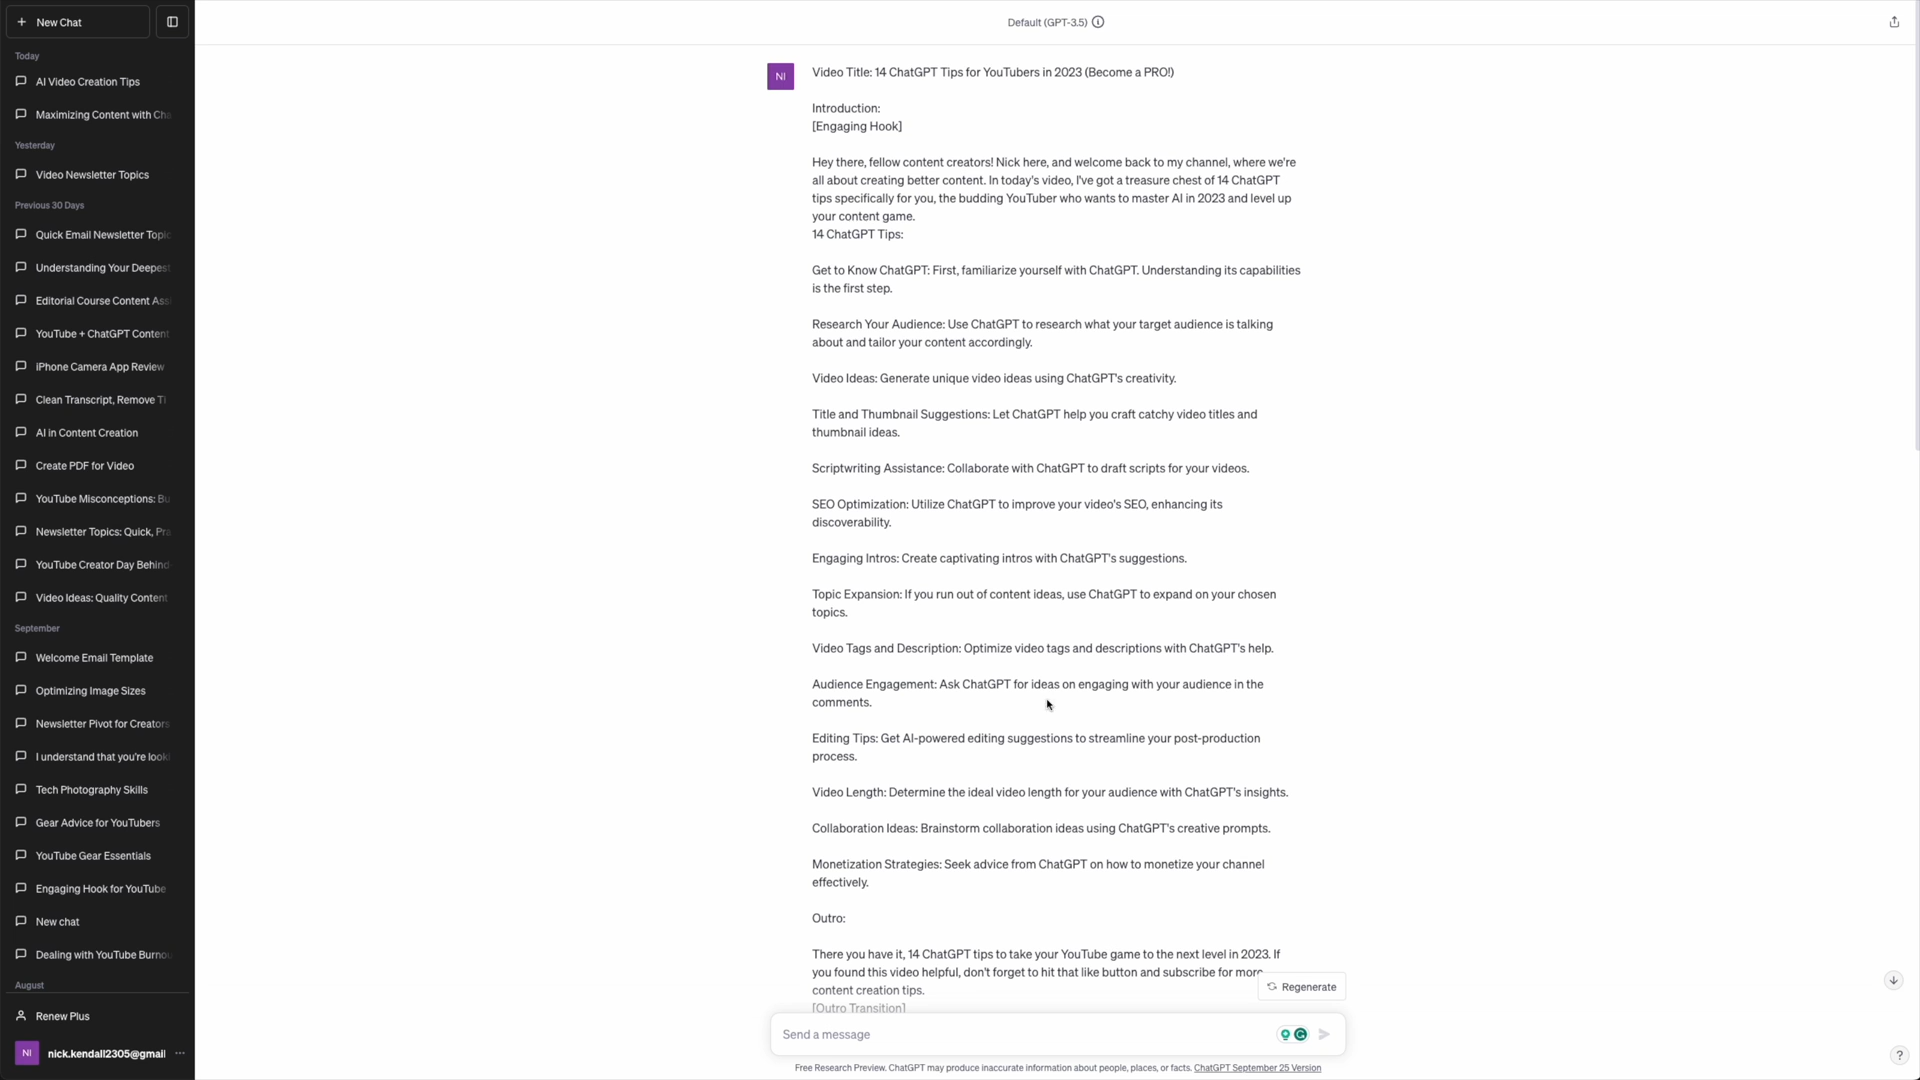 New Chat
Today
AI Video Creation Tips
Maximizing Content with Cha
Yesterday
Video Newsletter Topics
Previous 30 Days
Quick Email Newsletter Topic
Understanding Your Deepest
Editorial Course Content Ass
YouTube + ChatGPT Content
iPhone Camera App Review
Clean Transcript, Remove Ti
AI in Content Creation
Create PDF for Video
YouTube Misconceptions: Bu
Newsletter Topics: Quick, Pra
YouTube Creator Day Behind
Video Ideas: Quality Content
September
Welcome Email Template
Optimizing Image Sizes
Newsletter Pivot for Creators
I understand that you're looki
Tech Photography Skills
Gear Advice for YouTubers
YouTube Gear Essentials
Engaging Hook for YouTube
New chat
Dealing with YouTube Burnou
August
Renew Plus
NI nick.kendall2305@gmail ...
Default (GPT-3.5)
NI
Video Title: 14 ChatGPT Tips for YouTubers in 2023 (Become a PRO!)
Introduction:
[Engaging Hook]
Hey there, fellow content creators! Nick here, and welcome back to my channel, where we're
all about creating better content. In today's video, I've got a treasure chest of 14 ChatGPT
tips specifically for you, the budding YouTuber who wants to master AI in 2023 and level up
your content game.
14 ChatGPT Tips:
Get to Know ChatGPT: First, familiarize yourself with ChatGPT. Understanding its capabilities
is the first step.
Research Your Audience: Use ChatGPT to research what your target audience is talking
about and tailor your content accordingly.
Video Ideas: Generate unique video ideas using ChatGPT's creativity.
Title and Thumbnail Suggestions: Let ChatGPT help you craft catchy video titles and
thumbnail ideas.
Scriptwriting Assistance: Collaborate with ChatGPT to draft scripts for your videos.
SEO Optimization: Utilize ChatGPT to improve your video's SEO, enhancing its
discoverability.
Engaging Intros: Create captivating intros with ChatGPT's suggestions.
Topic Expansion: If you run out of content ideas, use ChatGPT to expand on your chosen
topics.
Video Tags and Description: Optimize video tags and descriptions with ChatGPT's help.
Audience Engagement: Ask ChatGPT for ideas on engaging with your audience in the
comments.
Editing Tips: Get AI-powered editing suggestions to streamline your post-production
process.
Video Length: Determine the ideal video length for your audience with ChatGPT's insights.
Collaboration Ideas: Brainstorm collaboration ideas using ChatGPT's creative prompts.
Monetization Strategies: Seek advice from ChatGPT on how to monetize your channel
effectively.
Outro:
There you have it, 14 ChatGPT tips to take your YouTube game to the next level in 2023. If
you found this video helpful, don't forget to hit that like button and subscribe for more
content creation tips.
[Outro Transition]
Regenerate
Send a message
Free Research Preview. ChatGPT may produce inaccurate information about people, places, or facts. ChatGPT September 25 Version
?